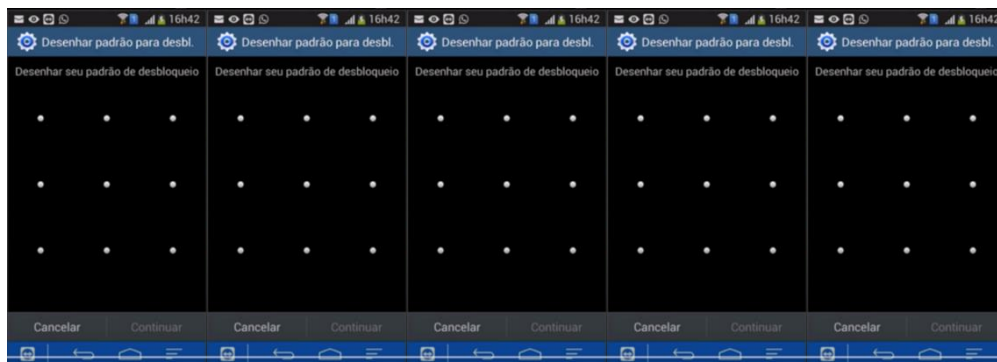 16h42 16h42 16h42 16h42 16h42
Desenhar padrão para desbl. Desenhar padrão para desbl. Desenhar padrão para desbl. Desenhar padrão para desbl. Desenhar padrão para desbl.
Desenhar seu padrão de desbloqueio Desenhar seu padrão de desbloqueio Desenhar seu padrão de desbloqueio Desenhar seu padrão de desbloqueio Desenhar seu padrão de desbloqueio
Cancelar Continuar Cancelar Continuar Cancelar Continuar Cancelar Continuar Cancelar Continuar